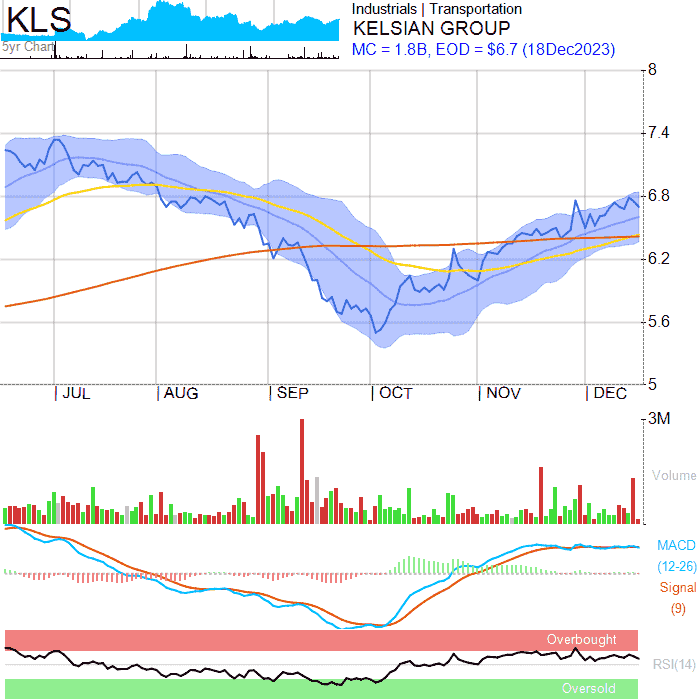 KLS
5yr Chart
Industrials | Transportation
KELSIAN GROUP
MC = 1.8B, EOD = $6.7 (18Dec2023)
8
7.4
6.8
6.2
5.6
5
JUL AUG SEP OCT NOV DEC
3M
Volume
MACD
(12-26)
Signal
(9)
Overbought
RSI(14)
Oversold